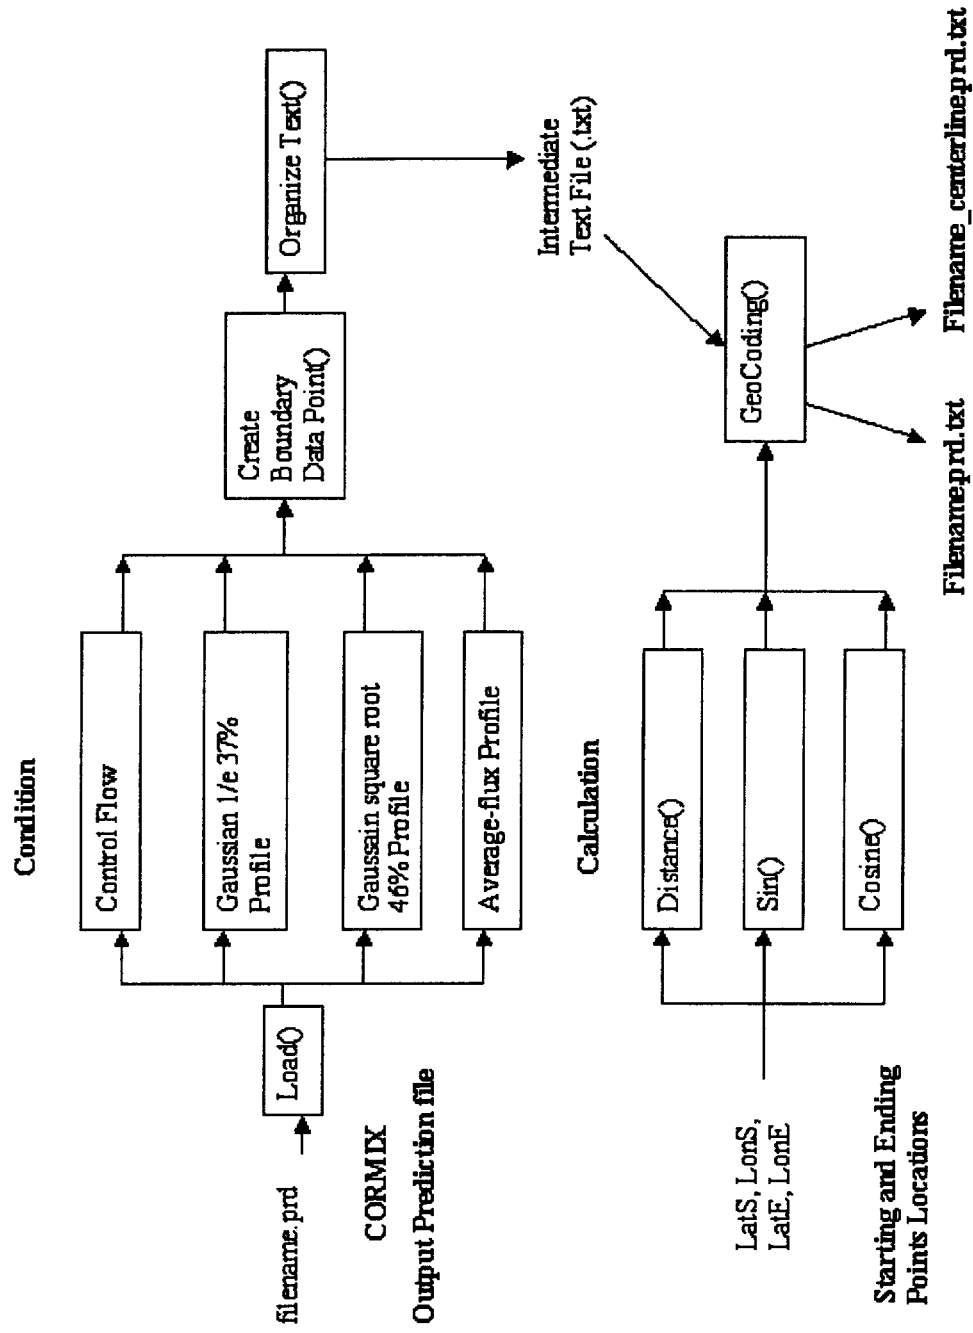 Condition
filename.prd
CORMIX
Output Prediction file
Load()
Control Flow
Gaussian 1/e 37%
Profile
Gaussain square root
46% Profile
Average-flux Profile
Create
Boundary
Data Point()
Organize Text()
Intermediate
Text File (.txt)
Calculation
LatS, LonS,
LatE, LonE
Starting and Ending
Points Locations
Distance()
Sin()
Cosine()
GeoCoding()
Filename.prd.txt
Filename_centerline.prd.txt